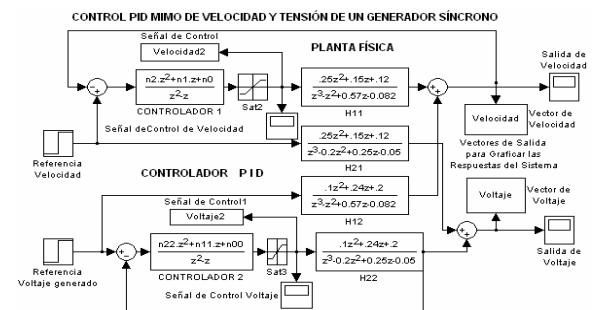 CONTROL PID MIMO DE VELOCIDAD Y TENSIÓN DE UN GENERADOR SÍNCRONO
Señal de Control
Velocidad2
PLANTA FÍSICA
Salida de
Velocidad
n2.z²+n1.z+n0
z²-z
CONTROLADOR 1
Sat2
.25z²+.15z+.12
z³-z²+0.57z-0.082
H11
Velocidad
Vector de
Velocidad
Señal deControl de Velocidad
.25z²+.15z+.12
z³-0.2z²+0.25z-0.05
H21
Vectores de Salida
para Graficar las
Respuestas del Sistema
Referencia
Velocidad
CONTROLADOR P I D
Señal de Control1
Voltaje2
.1z²+.24z+.2
z³-z²+0.57z-0.082
H12
Voltaje
Vector de
Voltaje
n22.z²+n11.z+n00
z²-z
CONTROLADOR 2
Sat3
.1z²+.24z+.2
z³-0.2z²+0.25z-0.05
H22
Salida de
Voltaje
Referencia
Voltaje generado
Señal de Control Voltaje